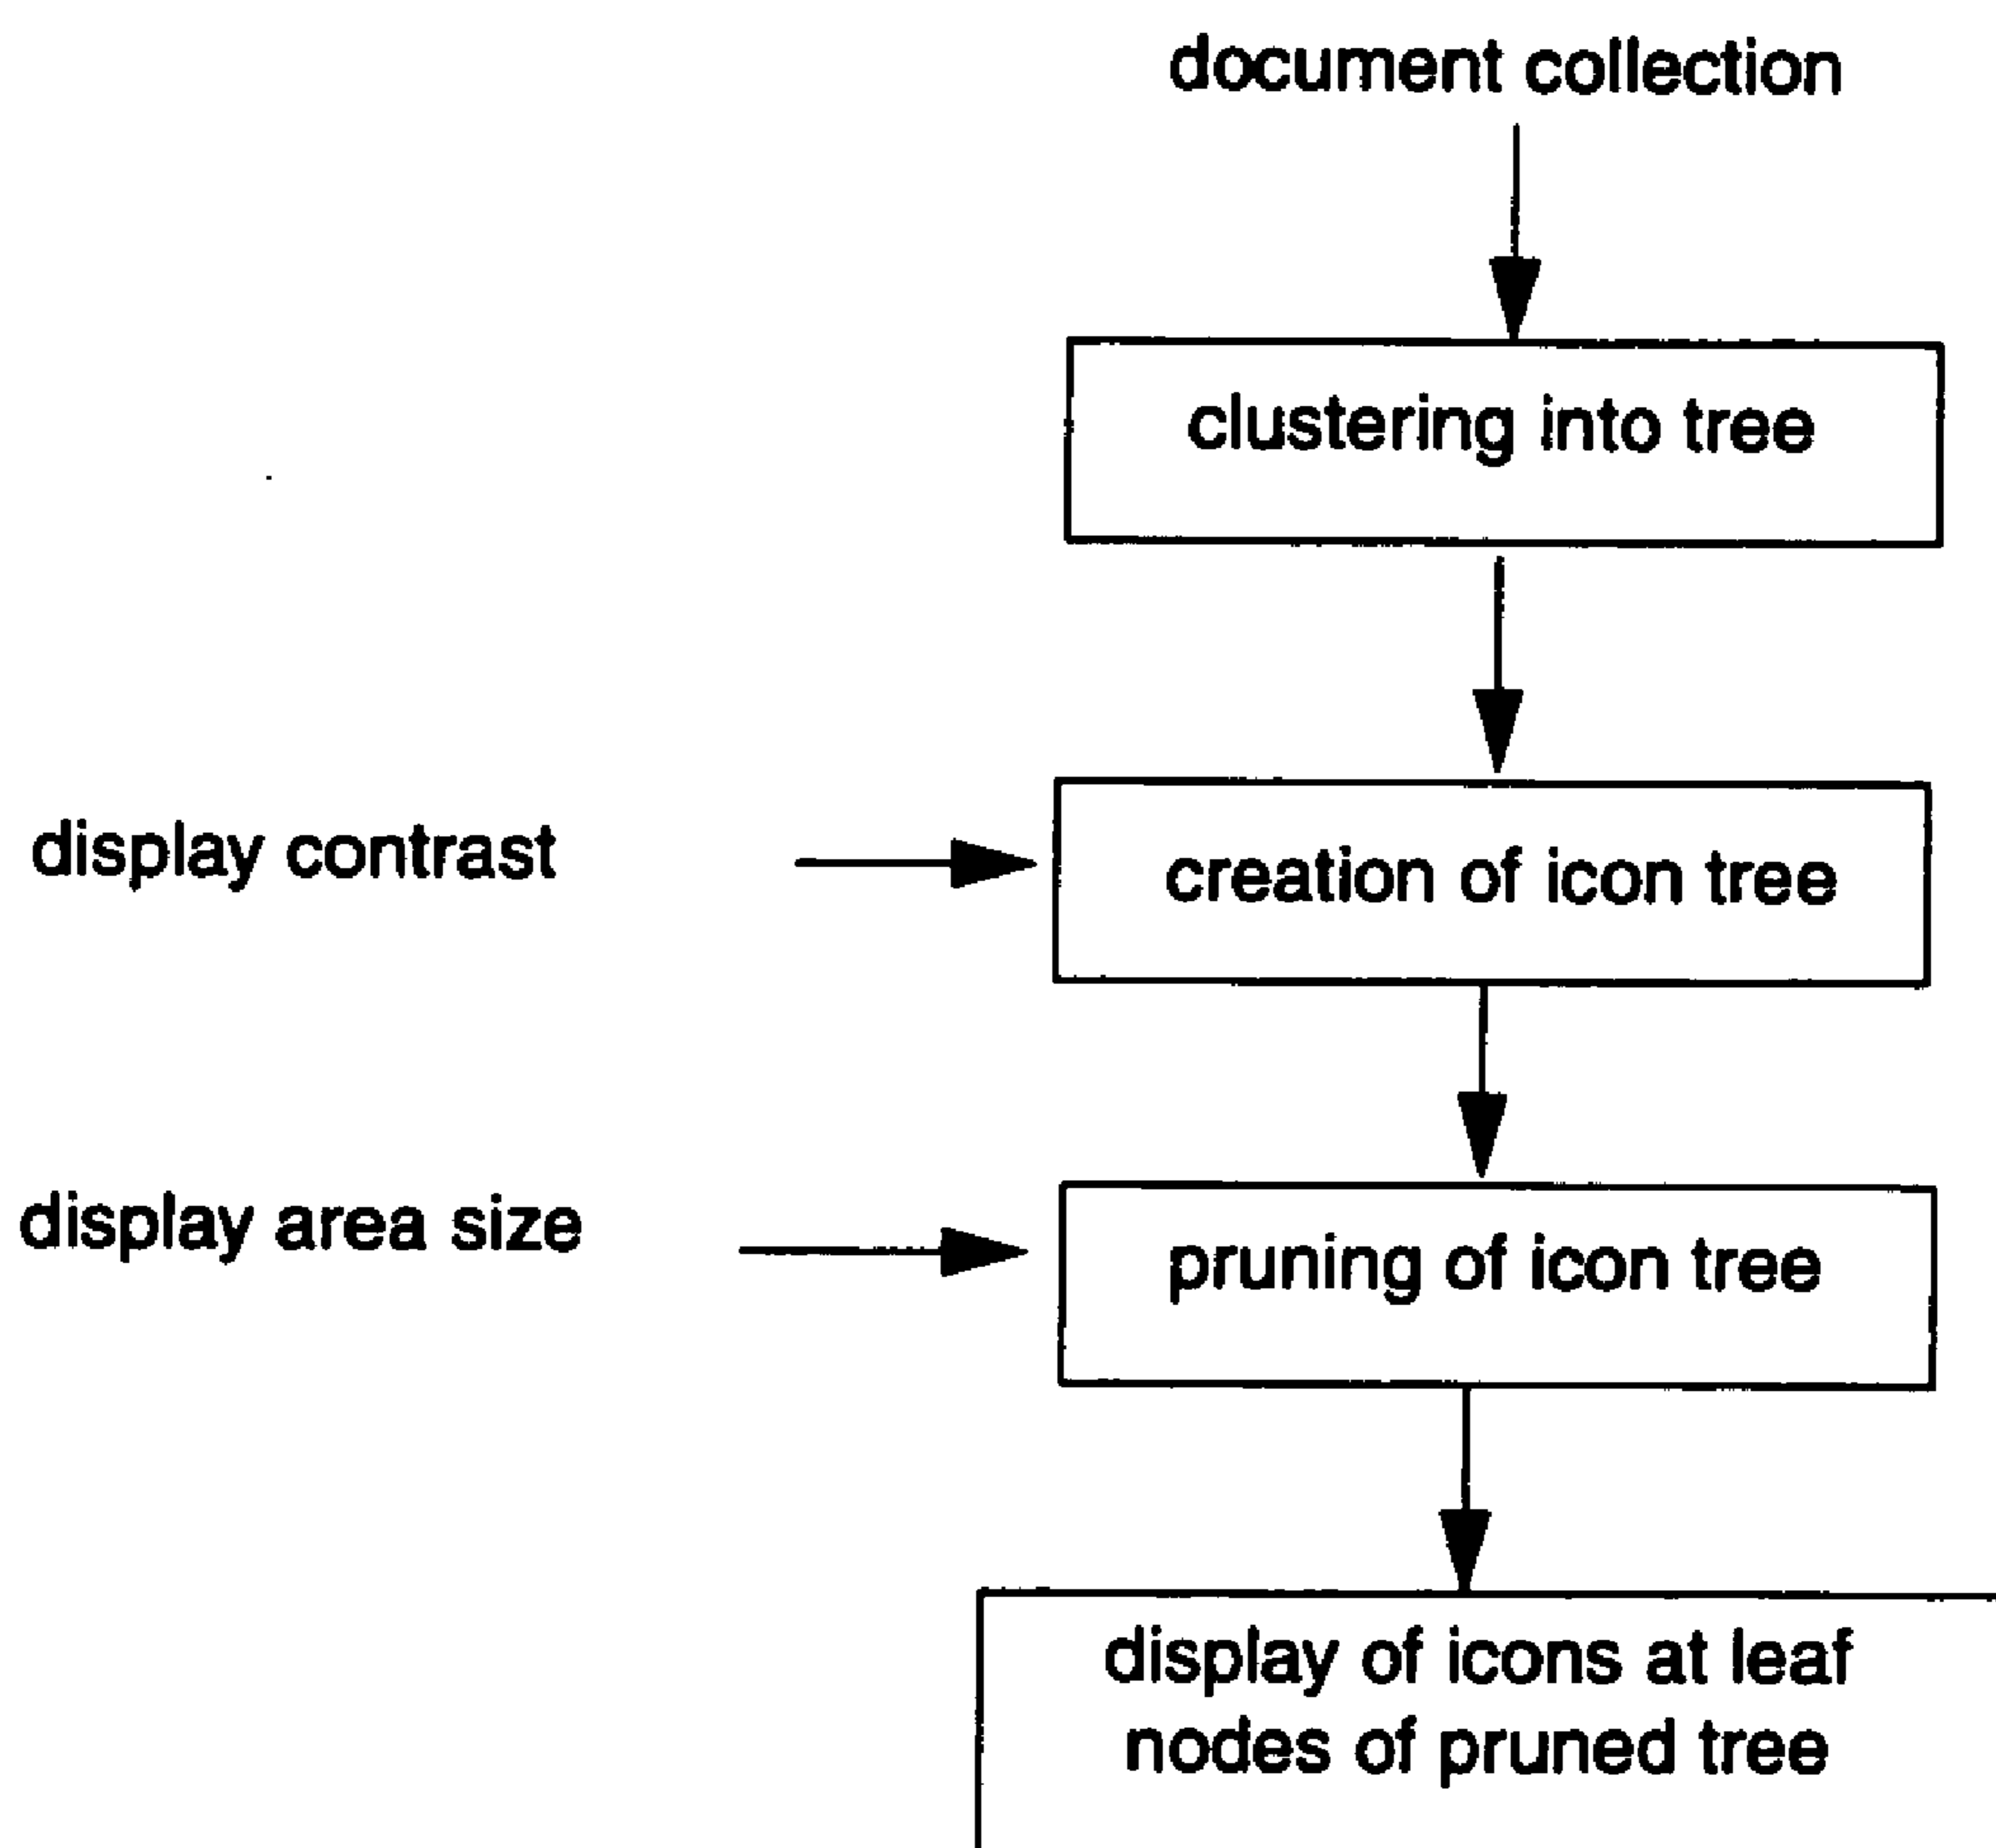 document collection
clustering into tree
display contrast
creation of icon tree
display area size
pruning of icon tree
display of icons at leaf
nodes of pruned tree